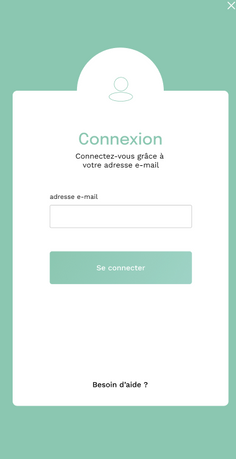 Connexion
Connectez-vous grâce à
votre adresse e-mail
adresse e-mail
Se connecter
Besoin d'aide ?